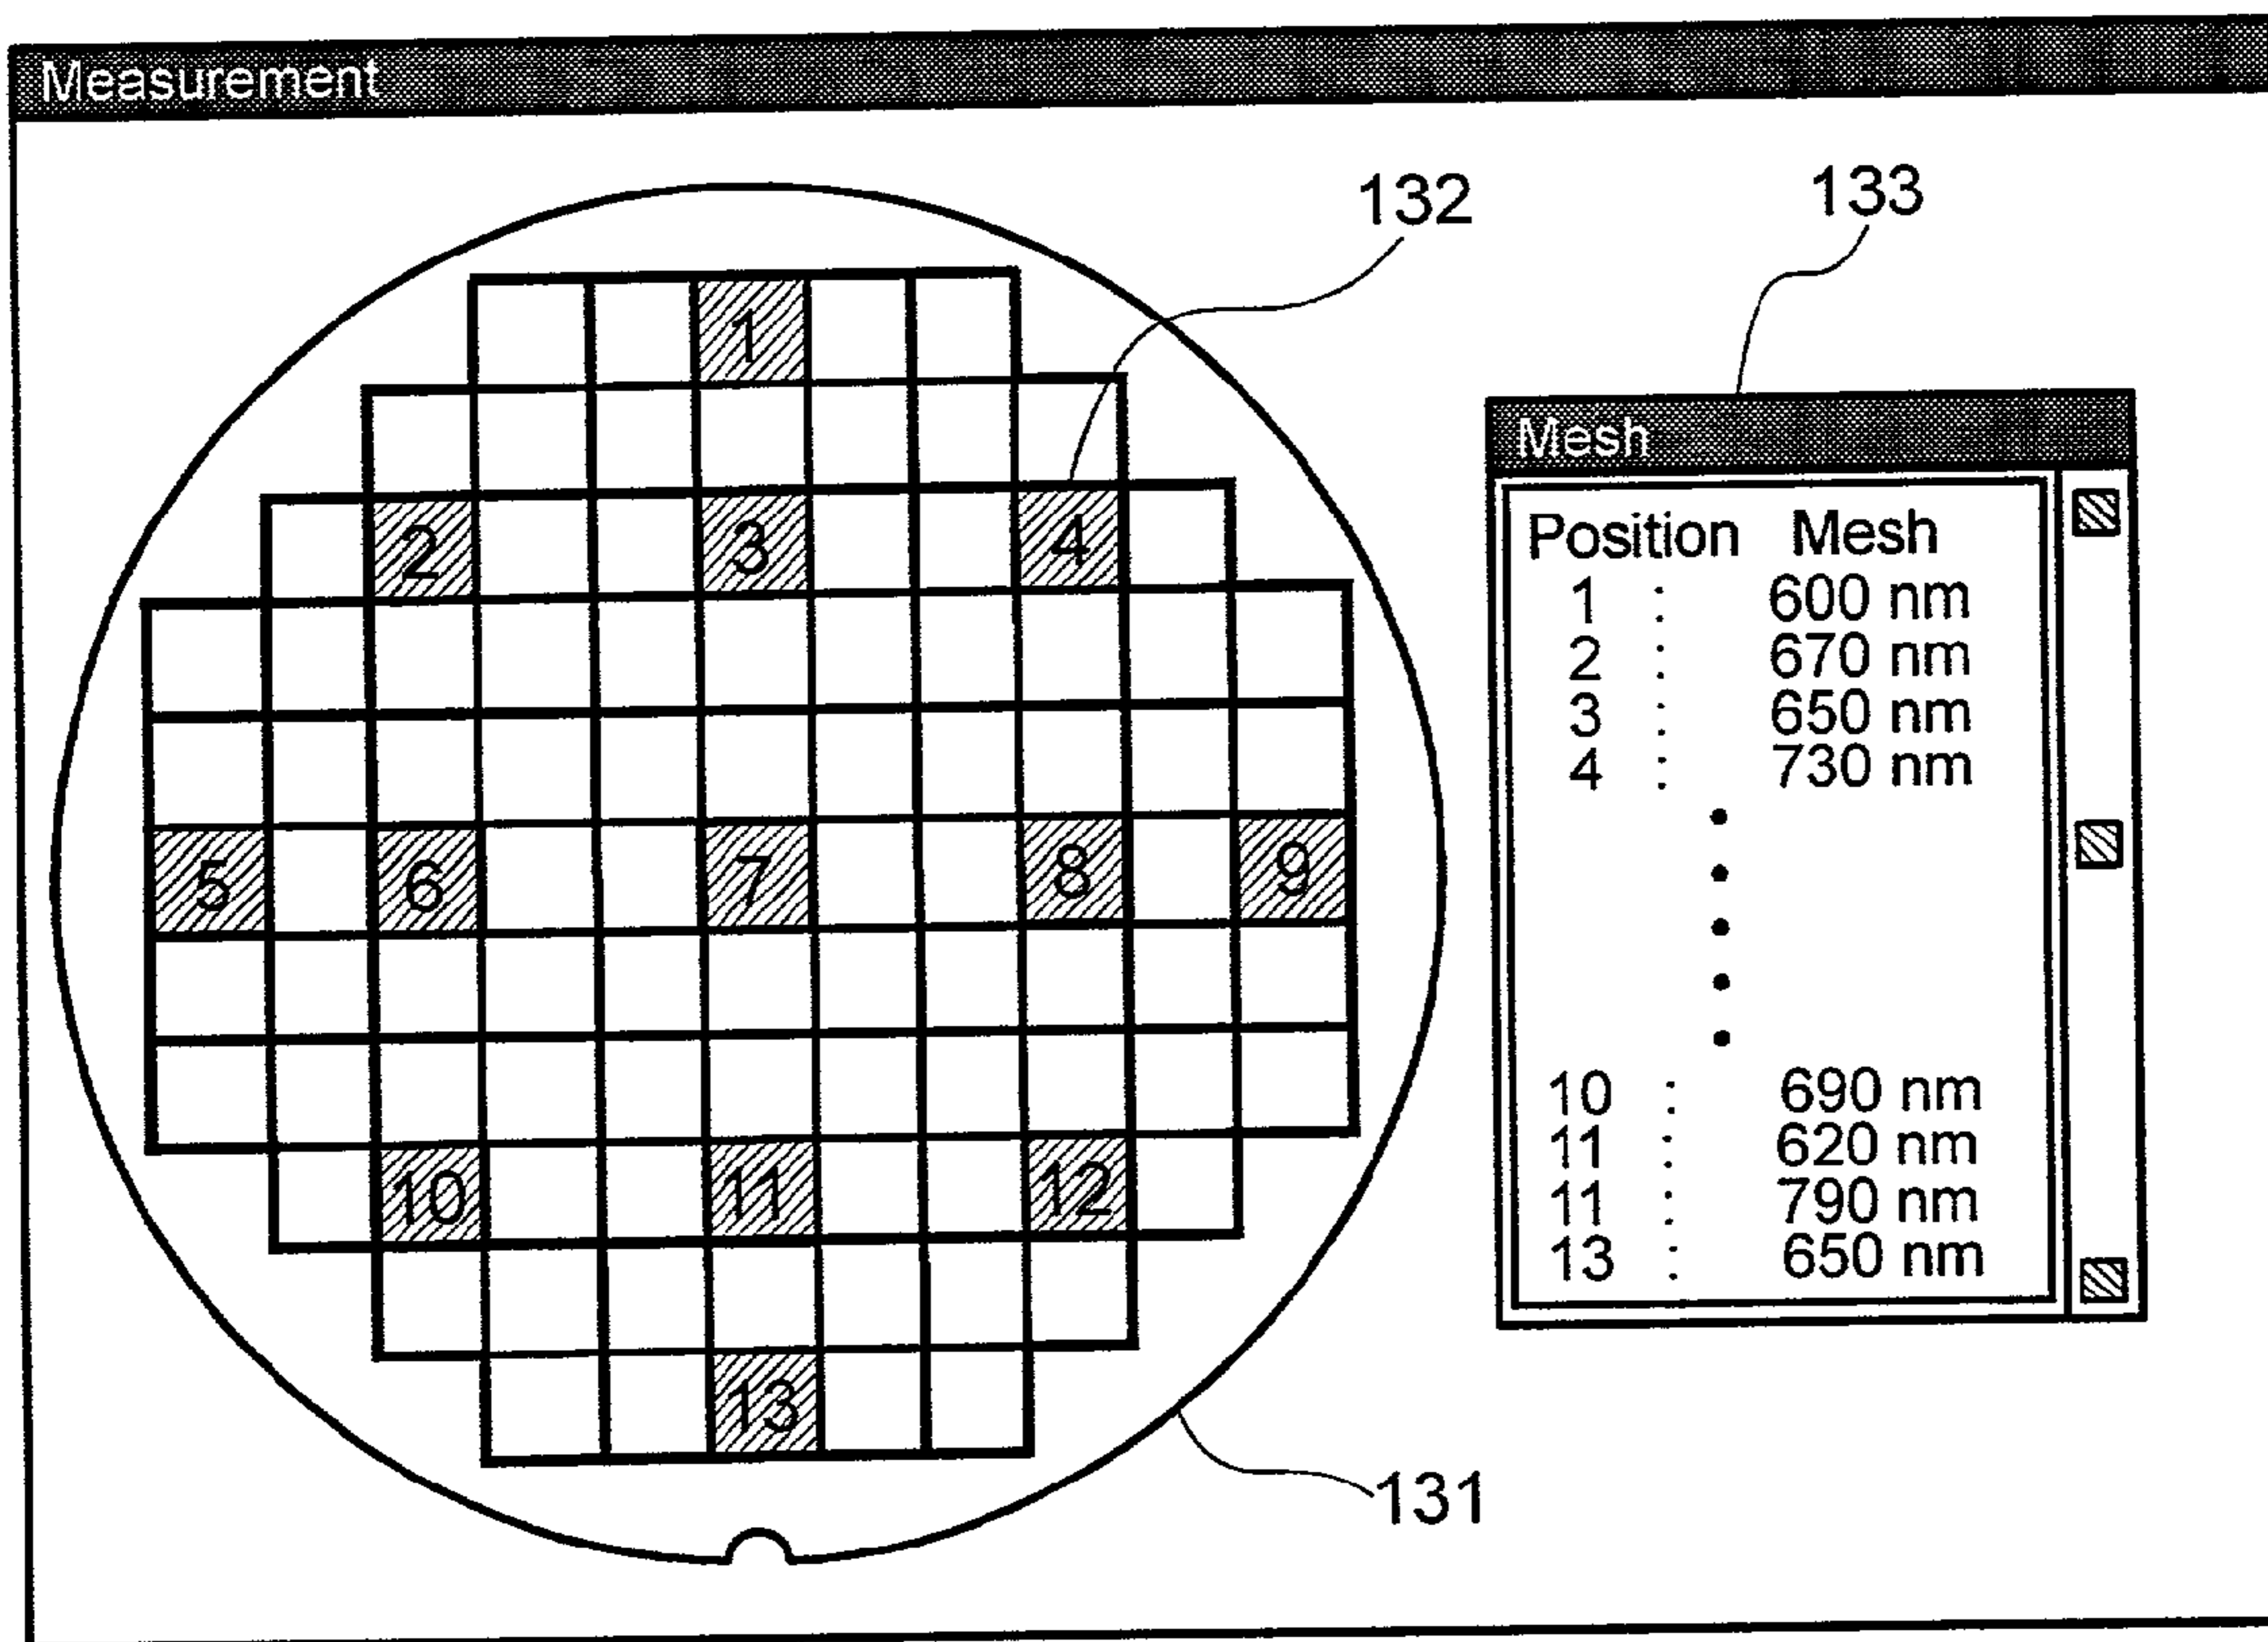 Measurement
132
133
1
2 3 4
5 6 7 8 9
10 11 12
13
131
Mesh
Position Mesh
1 : 600 nm
2 : 670 nm
3 : 650 nm
4 : 730 nm
10 : 690 nm
11 : 620 nm
11 : 790 nm
13 : 650 nm